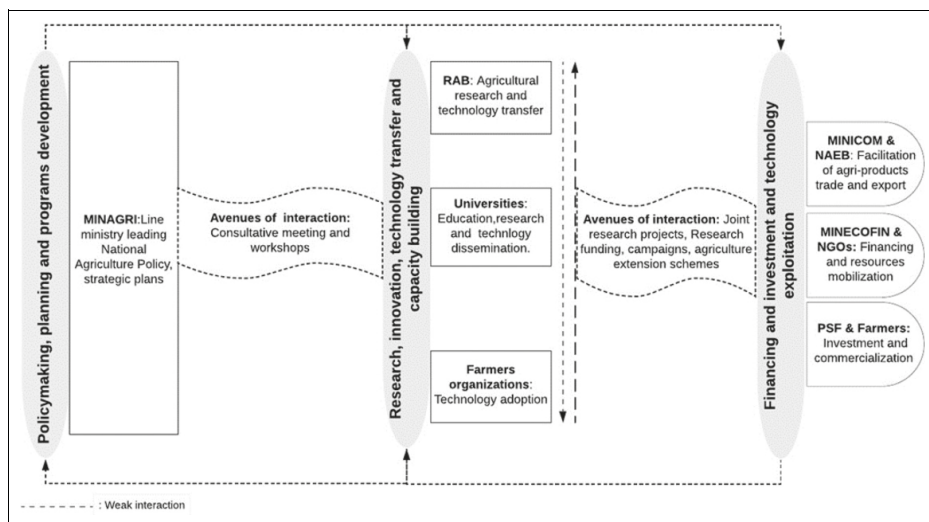 Policymaking, planning and programs development
MINAGRI:Line
ministry leading
National
Agriculture Policy,
strategic plans
Avenues of interaction:
Consultative meeting and
workshops
Research, innovation, technology transfer and
capacity building
RAB: Agricultural
research and
technology transfer
Universities:
Education,research
and technlogy
dissemination.
Farmers
organizations:
Technology adoption
Avenues of interaction: Joint
research projects, Research
funding, campaigns, agriculture
extension schemes
Financing and investment and technology
exploitation
MINICOM &
NAEB: Facilitation
of agri-products
trade and export
MINECOFIN &
NGOs: Financing
and resources
mobilization
PSF & Farmers:
Investment and
commercialization
: Weak interaction